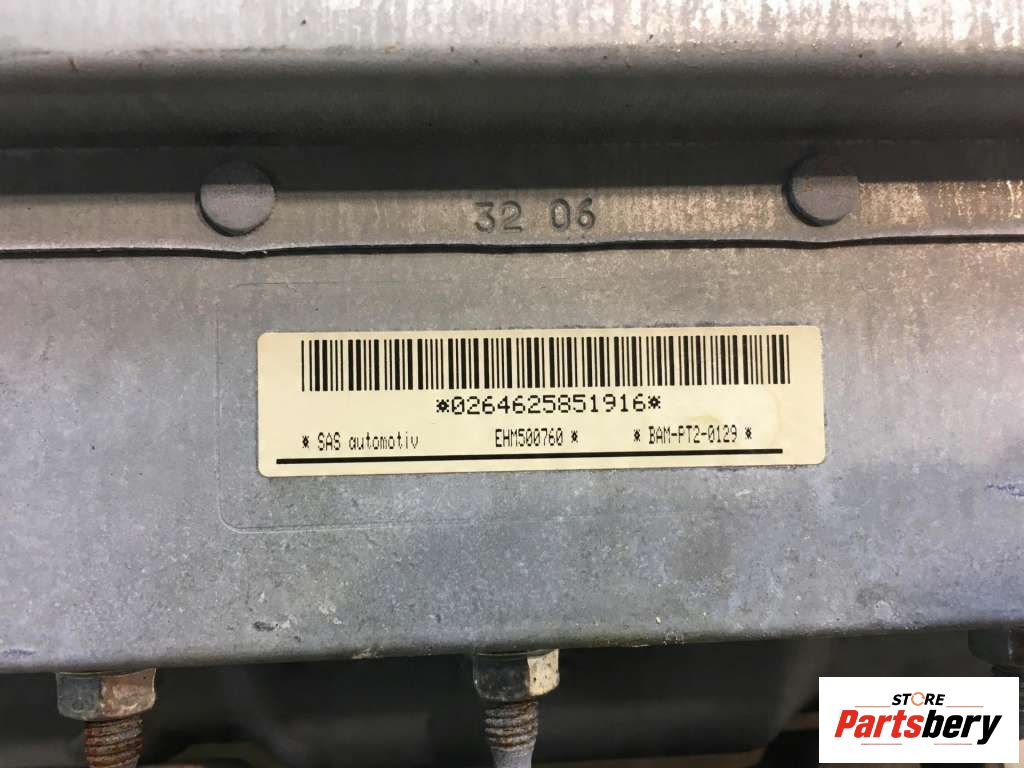 32 06
*0264625851916*
* SAS automotiv EHM500760 * * BAM-PT2-0129 *
STORE
Partsbery